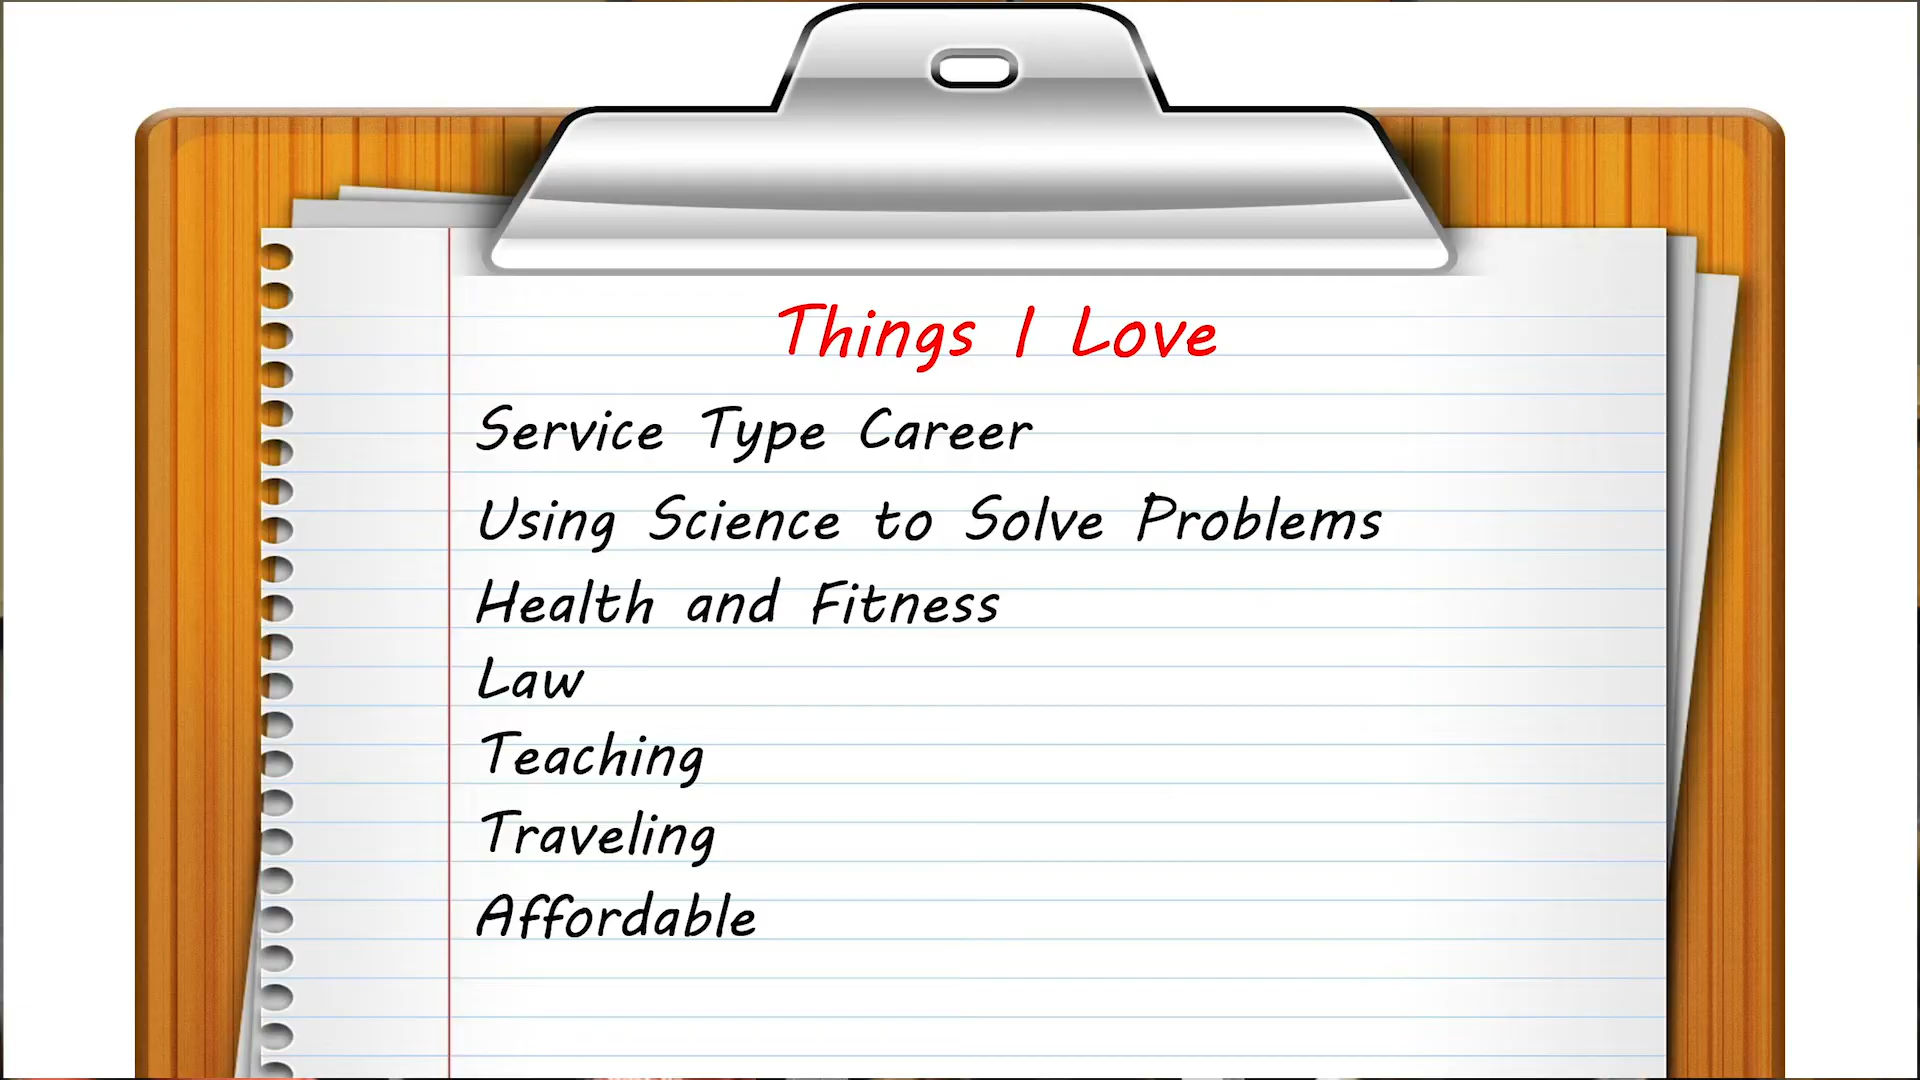 Things I Love
Service Type Career
Using Science to Solve Problems
Health and Fitness
Law
Teaching
Traveling
Affordable